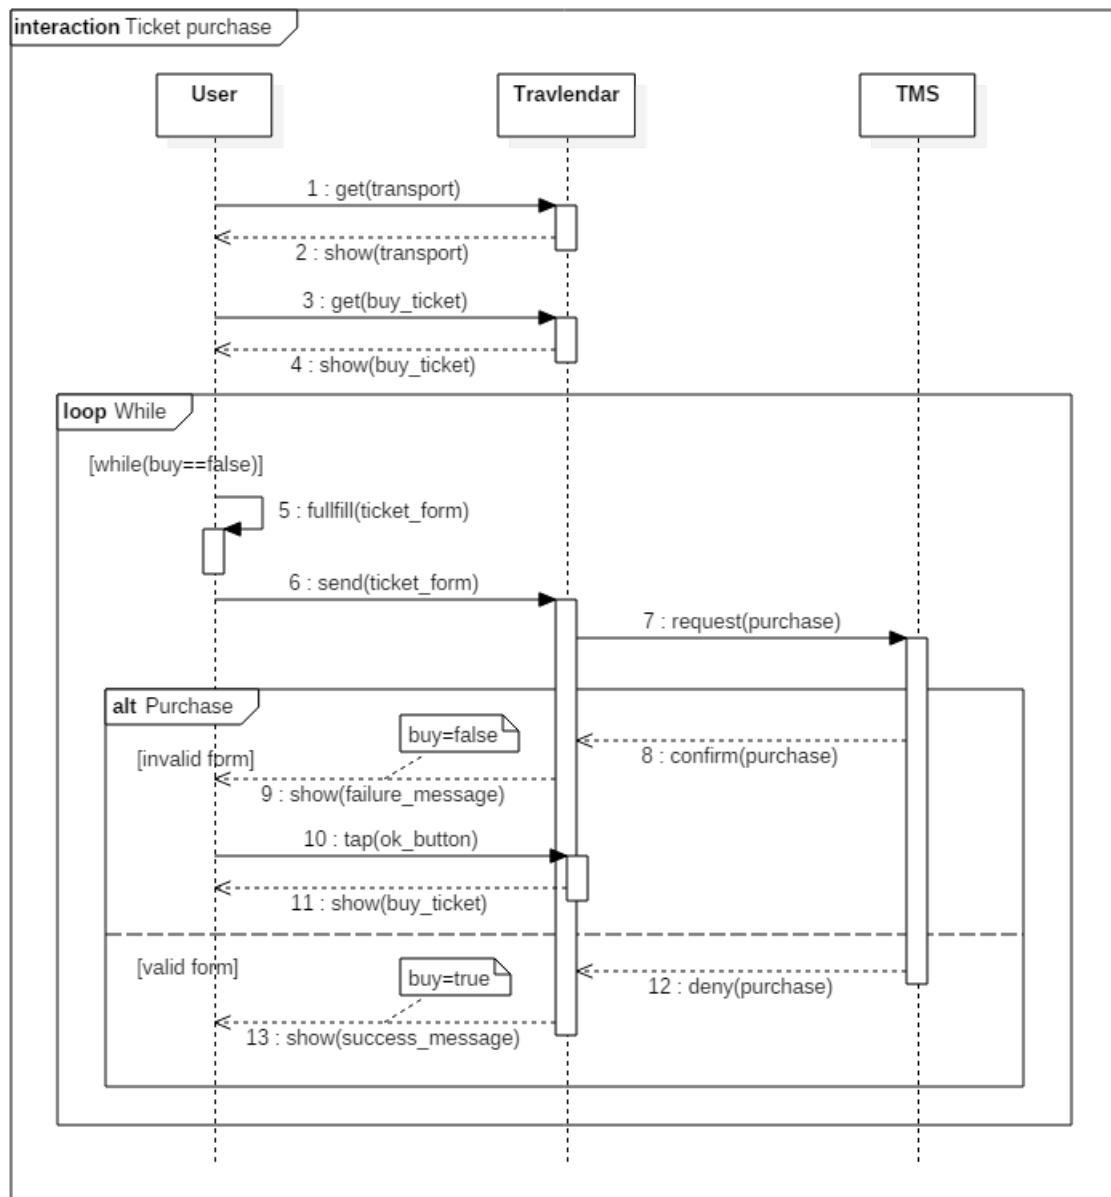 interaction Ticket purchase
User
Travlendar
TMS
1 : get(transport)
2 : show(transport)
3 : get(buy_ticket)
4 : show(buy_ticket)
loop While
[while(buy==false)]
5 : fullfill(ticket_form)
6 : send(ticket_form)
7 : request(purchase)
alt Purchase
buy=false
8 : confirm(purchase)
[invalid form]
9 : show(failure_message)
10 : tap(ok_button)
11 : show(buy_ticket)
[valid form]
buy=true
12 : deny(purchase)
13 : show(success_message)